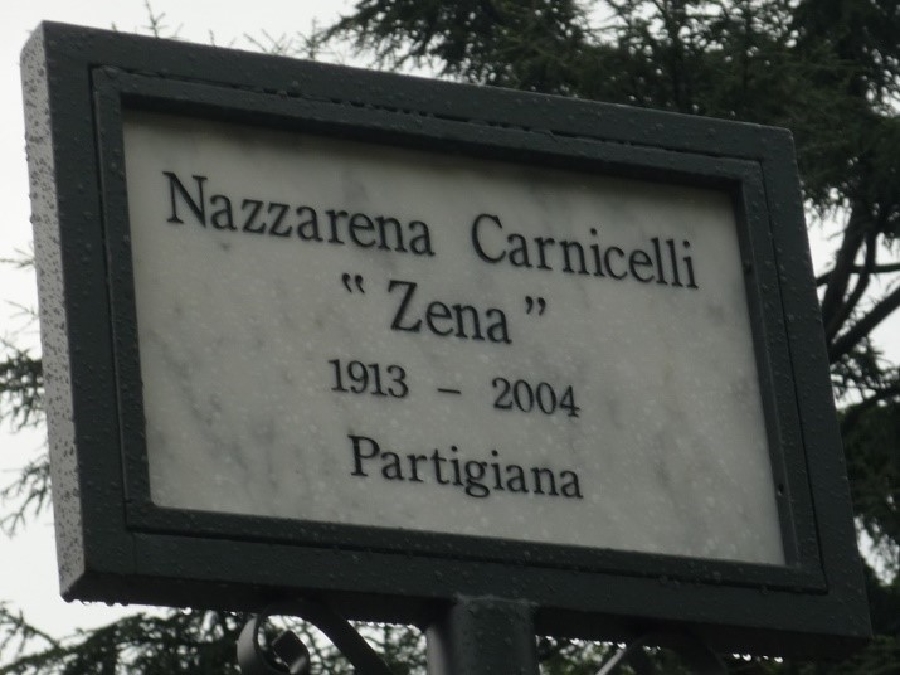 Nazzarena Carnicelli
“Zena”
1913 – 2004
Partigiana